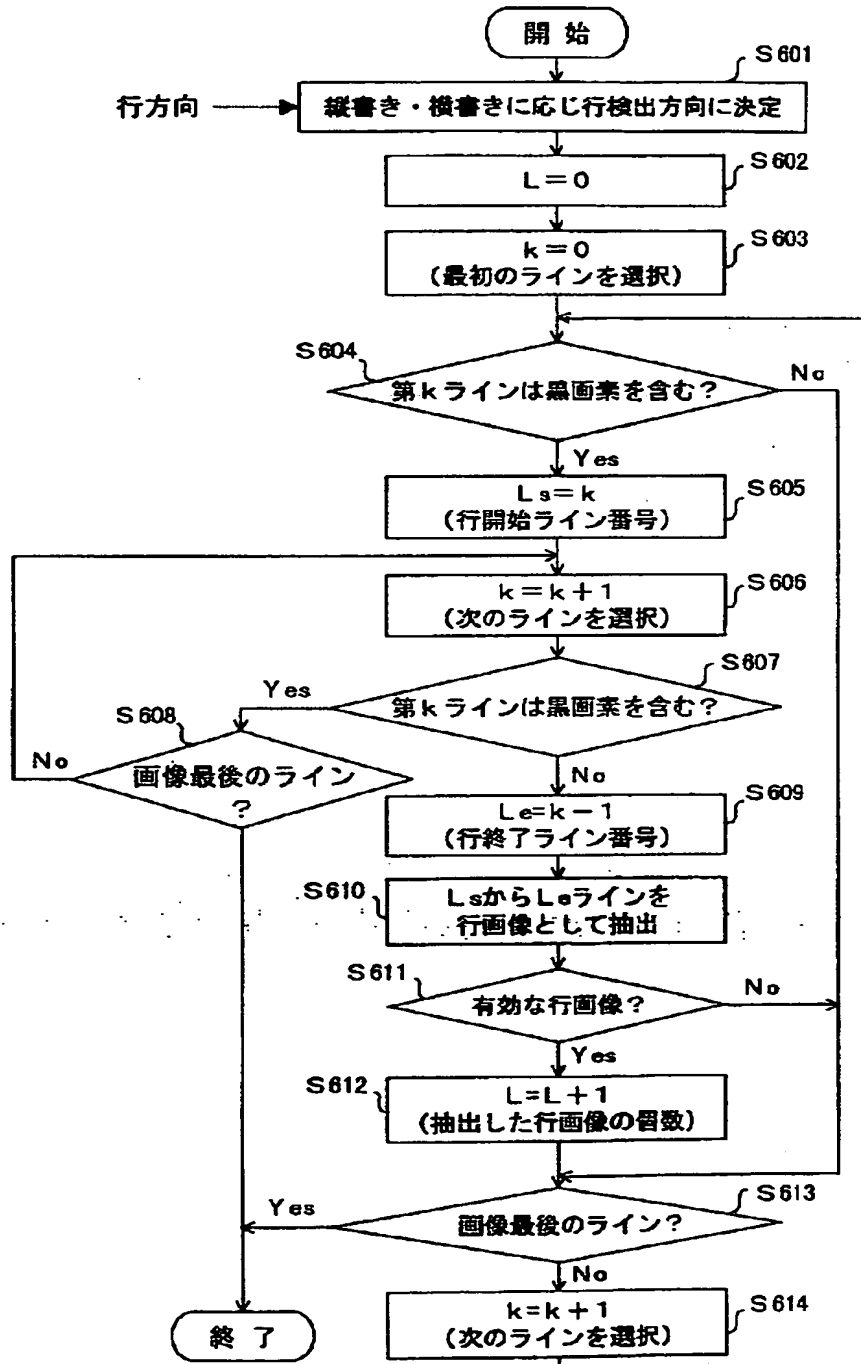 開 始
S601
行方向
縦書き・横書きに応じ行検出方向に決定
S602
L=0
S603
k=0
(最初のラインを選択)
S604
第kラインは黒画素を含む?
No
Yes
S605
Ls=k
(行開始ライン番号)
S606
k=k+1
(次のラインを選択)
S607
Yes
第kラインは黒画素を含む?
S608
No
画像最後のライン
?
No
S609
Le=k-1
(行終了ライン番号)
S610
LsからLeラインを
行画像として抽出
S611
有効な行画像?
No
Yes
S612
L=L+1
(抽出した行画像の個数)
S613
Yes
画像最後のライン?
No
S614
k=k+1
(次のラインを選択)
終 了